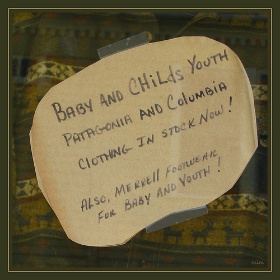 BABY AND CHILDS YOUTH
PATAGONIA AND COLUMBIA
CLOTHING IN STOCK NOW!
ALSO, MERRELL FOOTWEAR
FOR BABY AND YOUTH!